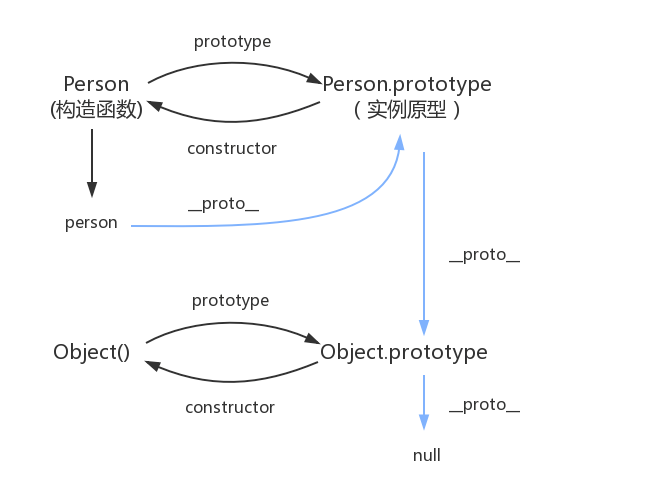 prototype
Person
Person.prototype
(构造函数)
( 实例原型 )
constructor
__proto__
person
__proto__
prototype
Object()
Object.prototype
constructor
__proto__
null